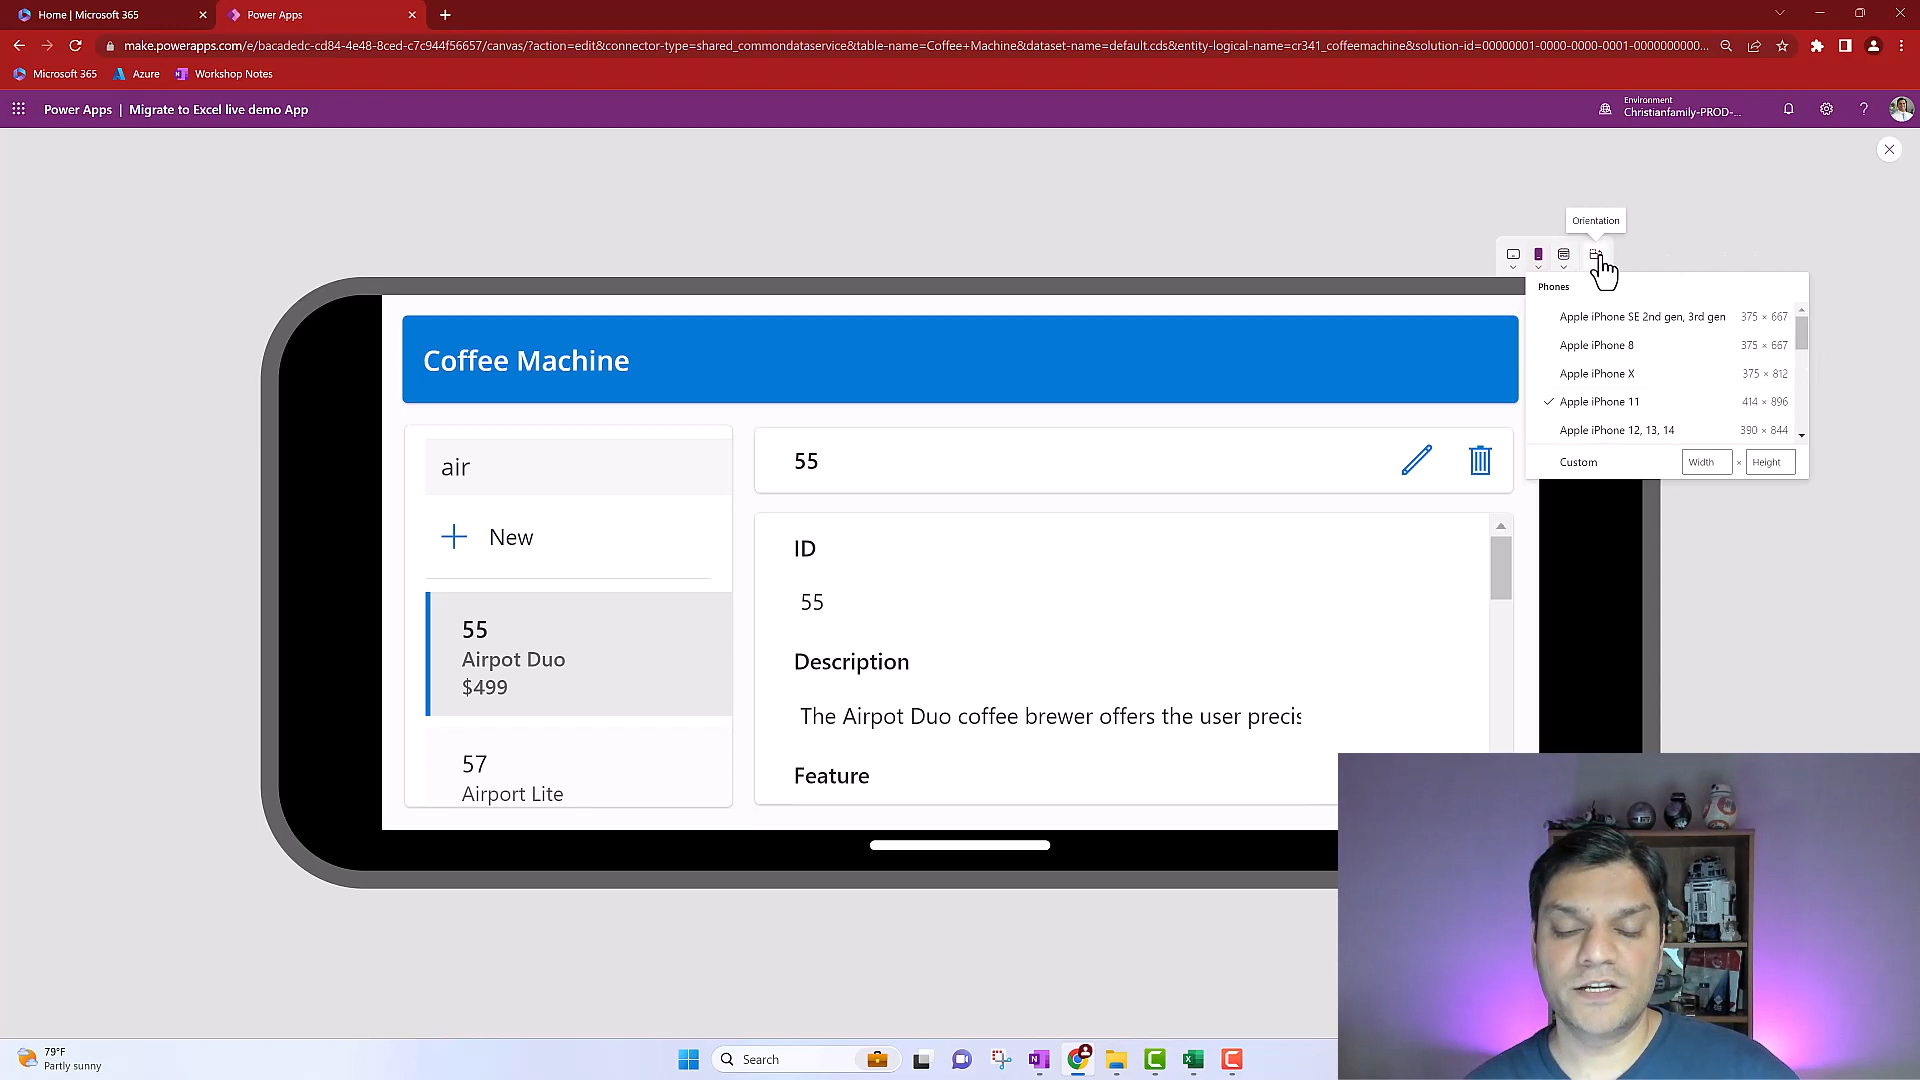 Home | Microsoft 365
Power Apps
make.powerapps.com/e/bacadedc-cd84-4e48-8ced-c7c944f56657/canvas/?action=edit&connector-type=shared_commondataservice&table-name=Coffee+Machine&dataset-name=default.cds&entity-logical-name=cr341_coffeemachine&solution-id=00000001-0000-0000-0001-0000000000...
Microsoft 365 Azure Workshop Notes
Power Apps | Migrate to Excel live demo App
Environment
Christianfamily-PROD-...
?
Orientation
Phones
Apple iPhone SE 2nd gen, 3rd gen 375 × 667
Apple iPhone 8 375 × 667
Apple iPhone X 375 × 812
Apple iPhone 11 414 × 896
Apple iPhone 12, 13, 14 390 × 844
Custom Width × Height
Coffee Machine
air
New
55
Airpot Duo
$499
57
Airport Lite
55
ID
55
Description
The Airpot Duo coffee brewer offers the user precis
Feature
79°F
Partly sunny
Search